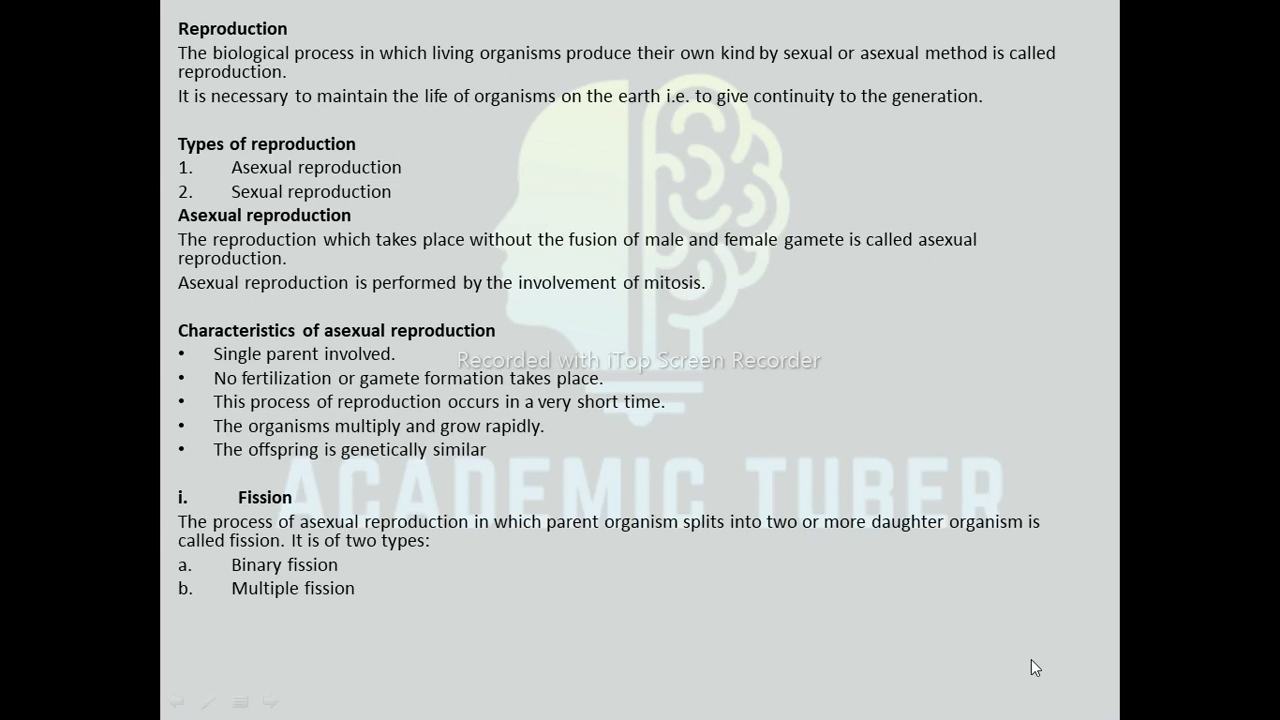 Reproduction
The biological process in which living organisms produce their own kind by sexual or asexual method is called
reproduction.
It is necessary to maintain the life of organisms on the earth i.e. to give continuity to the generation.
Types of reproduction
1. Asexual reproduction
2. Sexual reproduction
Asexual reproduction
The reproduction which takes place without the fusion of male and female gamete is called asexual
reproduction.
Asexual reproduction is performed by the involvement of mitosis.
Characteristics of asexual reproduction
• Single parent involved.
Recorded with iTop Screen Recorder
• No fertilization or gamete formation takes place.
• This process of reproduction occurs in a very short time.
• The organisms multiply and grow rapidly.
• The offspring is genetically similar
ACADEMIC TUBER
i. Fission
The process of asexual reproduction in which parent organism splits into two or more daughter organism is
called fission. It is of two types:
a. Binary fission
b. Multiple fission